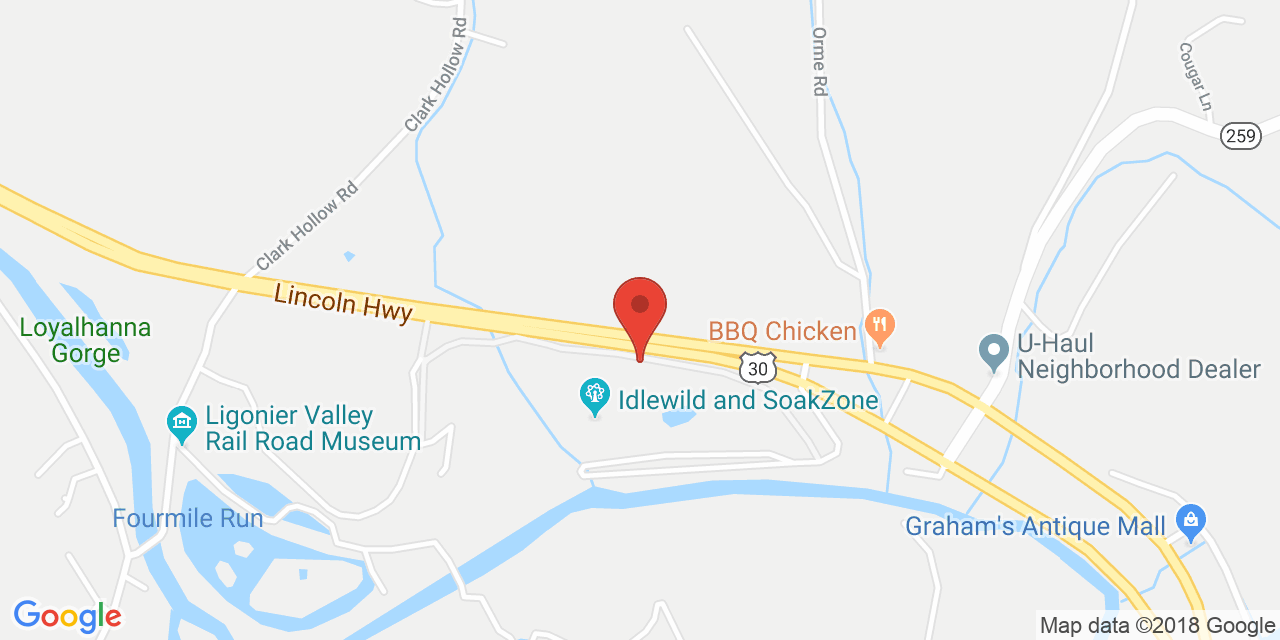 Clark Hollow Rd
Orme Rd
Cougar Ln
259
Clark Hollow Rd
Lincoln Hwy
Loyalhanna
Gorge
BBQ Chicken
30
U-Haul
Neighborhood Dealer
Idlewild and SoakZone
Ligonier Valley
Rail Road Museum
Fourmile Run
Graham's Antique Mall
Google
Map data ©2018 Google